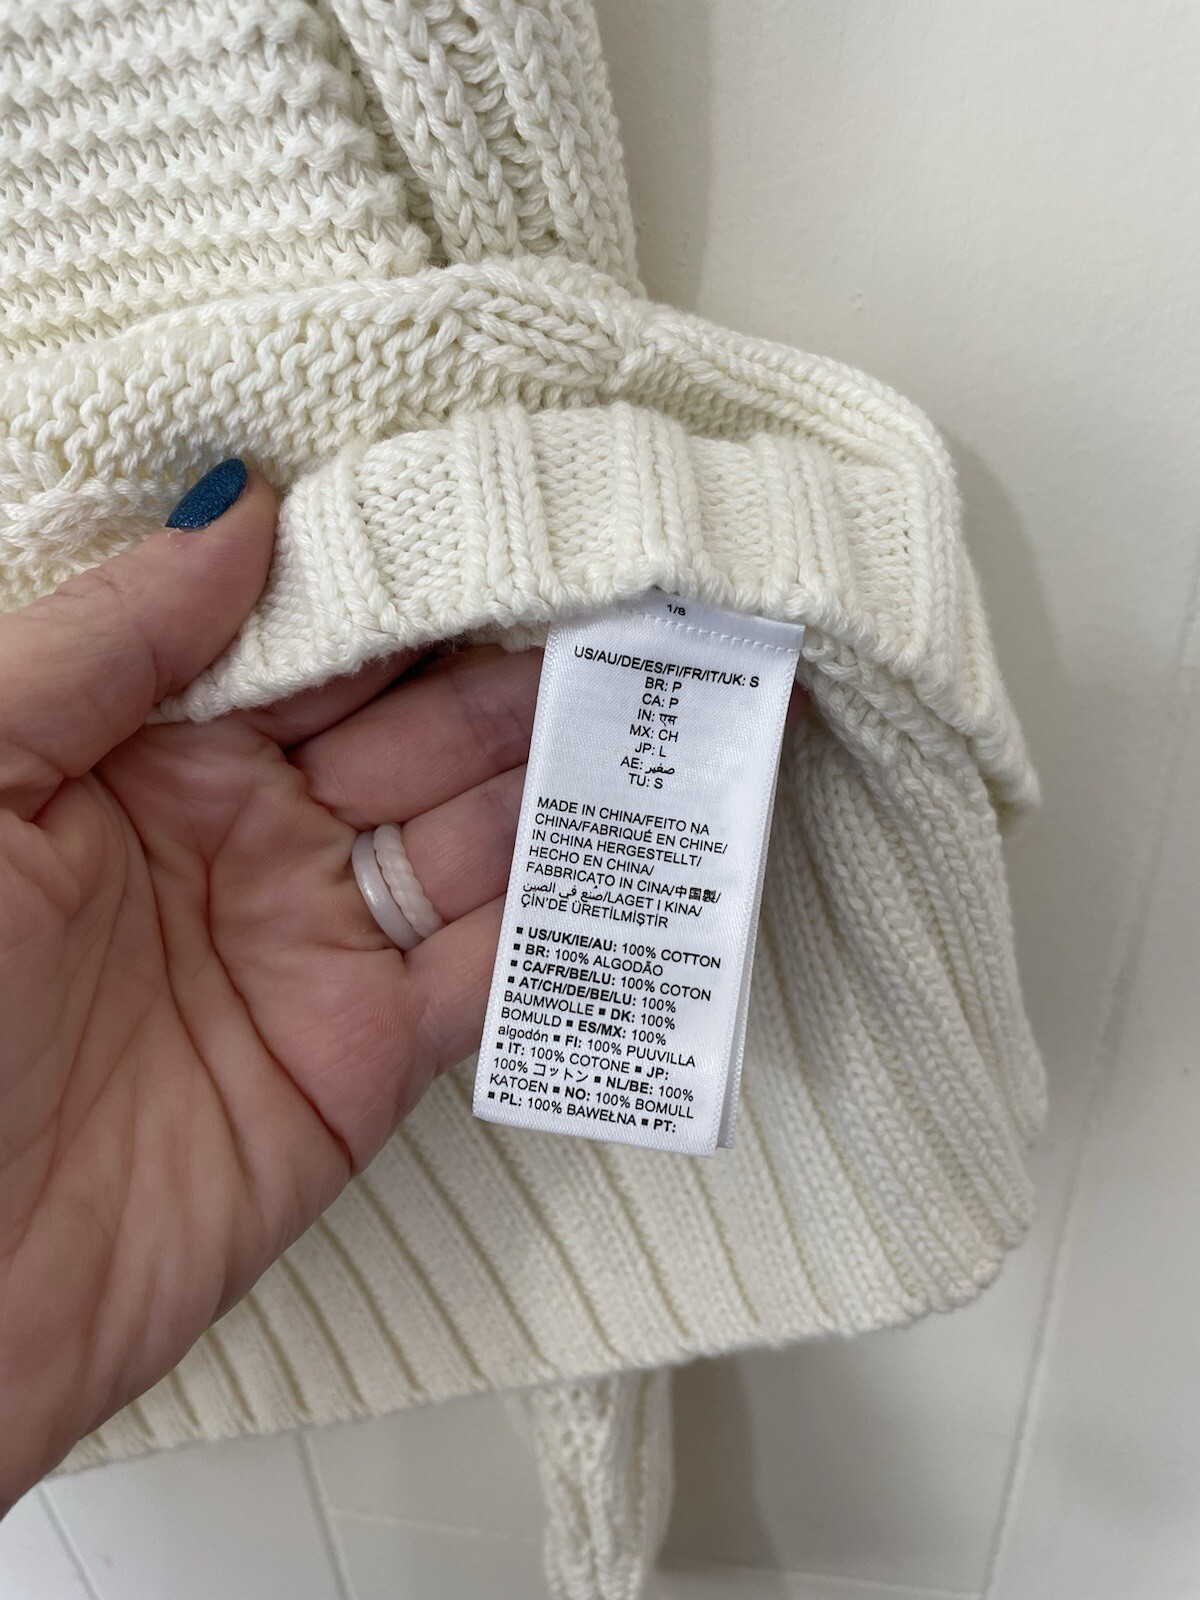 1/8
US/AU/DE/ES/FI/FR/IT/UK: S
BR: P
CA: P
IN: एस
MX: CH
JP: L
AE: صغير
TU: S
MADE IN CHINA/FEITO NA
CHINA/FABRIQUÉ EN CHINE/
IN CHINA HERGESTELLT/
HECHO EN CHINA/
FABBRICATO IN CINA/中国製/
صُنع في الصين/LAGET I KINA/
ÇİN'DE ÜRETİLMİŞTİR
▪ US/UK/IE/AU: 100% COTTON
▪ BR: 100% ALGODÃO
▪ CA/FR/BE/LU: 100% COTON
▪ AT/CH/DE/BE/LU: 100%
BAUMWOLLE ▪ DK: 100%
BOMULD ▪ ES/MX: 100%
algodón ▪ FI: 100% PUUVILLA
▪ IT: 100% COTONE ▪ JP:
100% コットン ▪ NL/BE: 100%
KATOEN ▪ NO: 100% BOMULL
▪ PL: 100% BAWEŁNA ▪ PT: